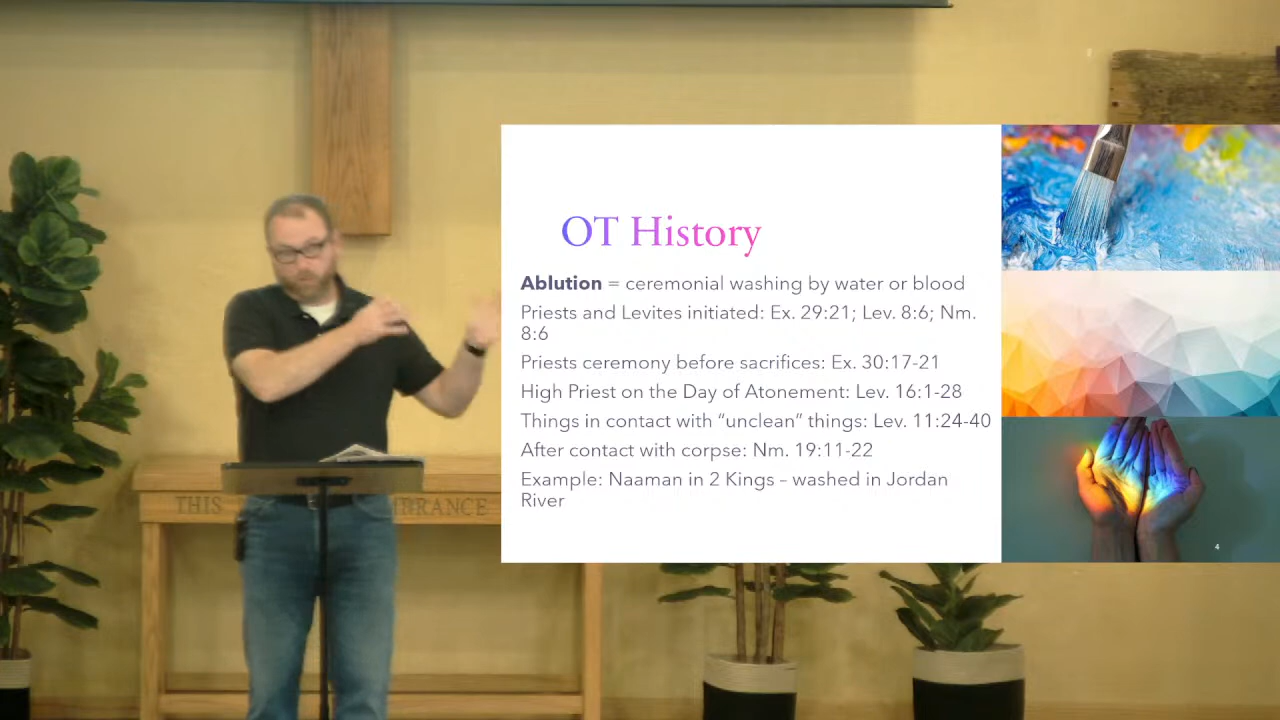 OT History
Ablution = ceremonial washing by water or blood
Priests and Levites initiated: Ex. 29:21; Lev. 8:6; Nm.
8:6
Priests ceremony before sacrifices: Ex. 30:17-21
High Priest on the Day of Atonement: Lev. 16:1-28
Things in contact with “unclean” things: Lev. 11:24-40
After contact with corpse: Nm. 19:11-22
Example: Naaman in 2 Kings – washed in Jordan
River
4
THIS
BRANCE